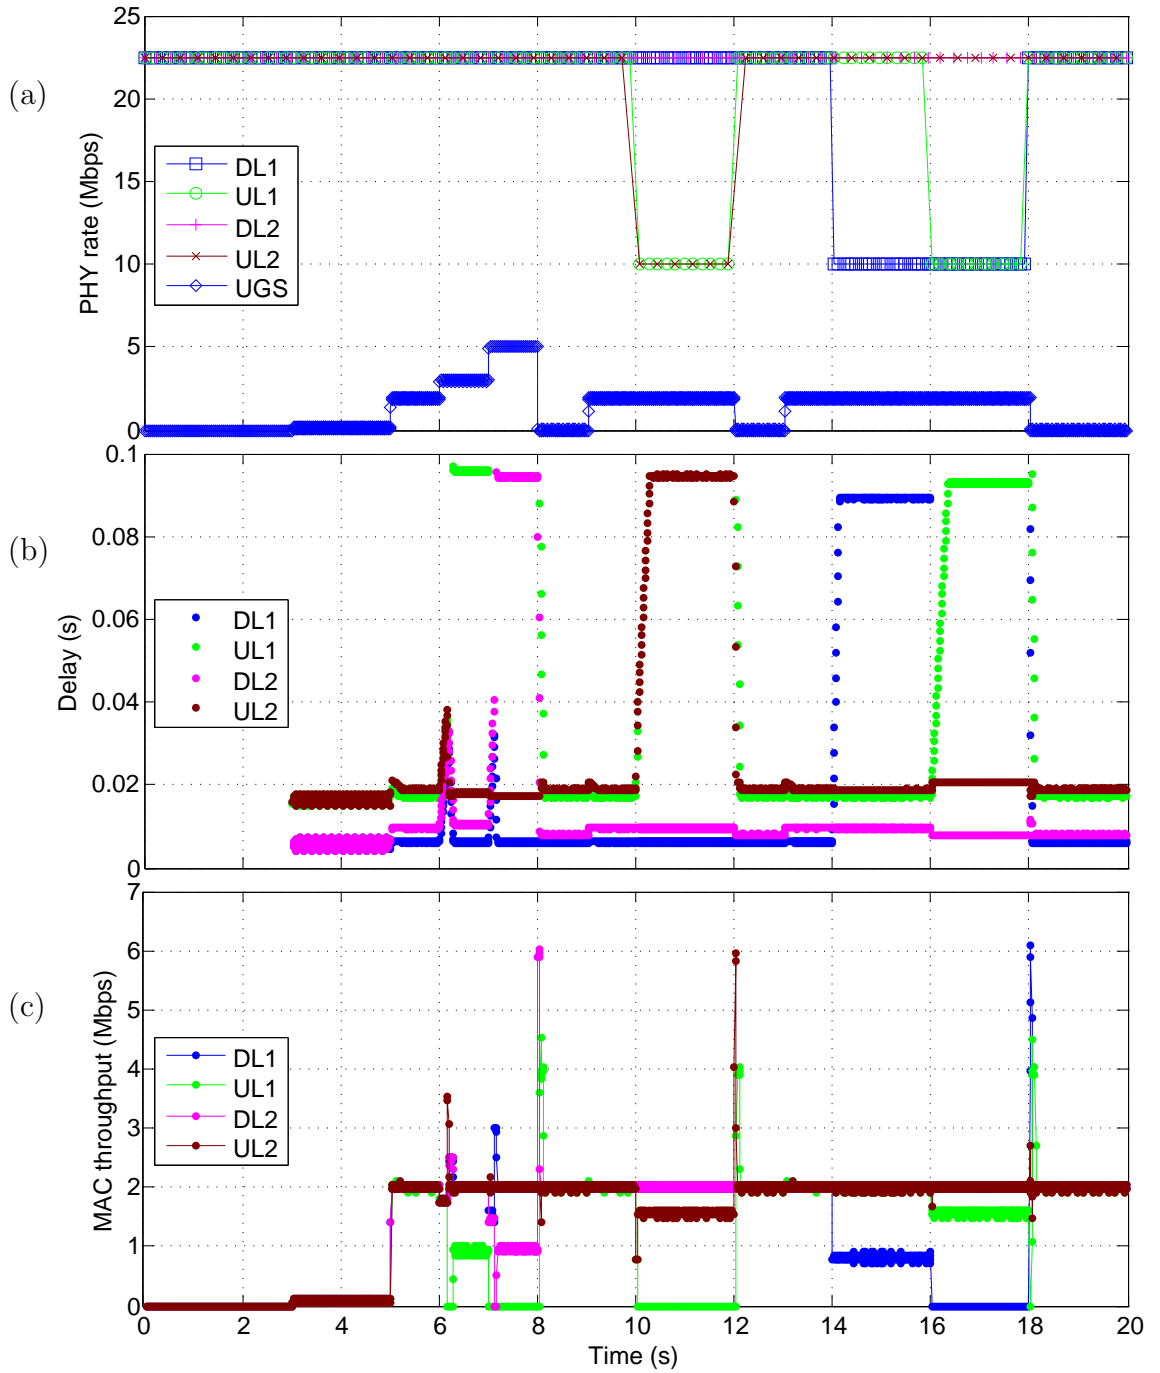 (a)
PHY rate (Mbps)
25
20
15
10
5
0
DL1
UL1
DL2
UL2
UGS
(b)
Delay (s)
0.1
0.08
0.06
0.04
0.02
0
DL1
UL1
DL2
UL2
(c)
MAC throughput (Mbps)
7
6
5
4
3
2
1
0
DL1
UL1
DL2
UL2
0 2 4 6 8 10 12 14 16 18 20
Time (s)